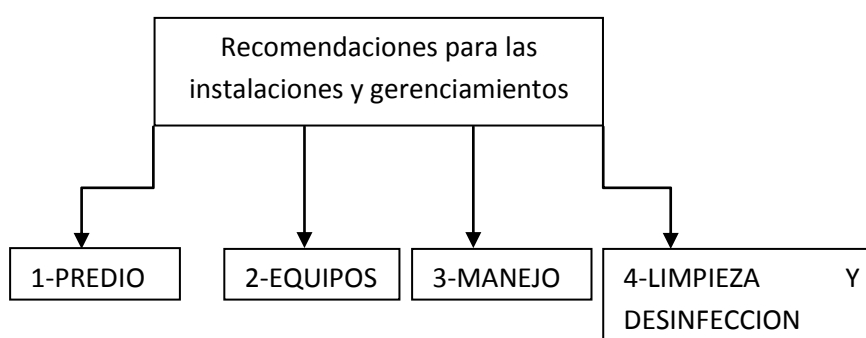 Recomendaciones para las
instalaciones y gerenciamientos
1-PREDIO
2-EQUIPOS
3-MANEJO
4-LIMPIEZA Y
DESINFECCION